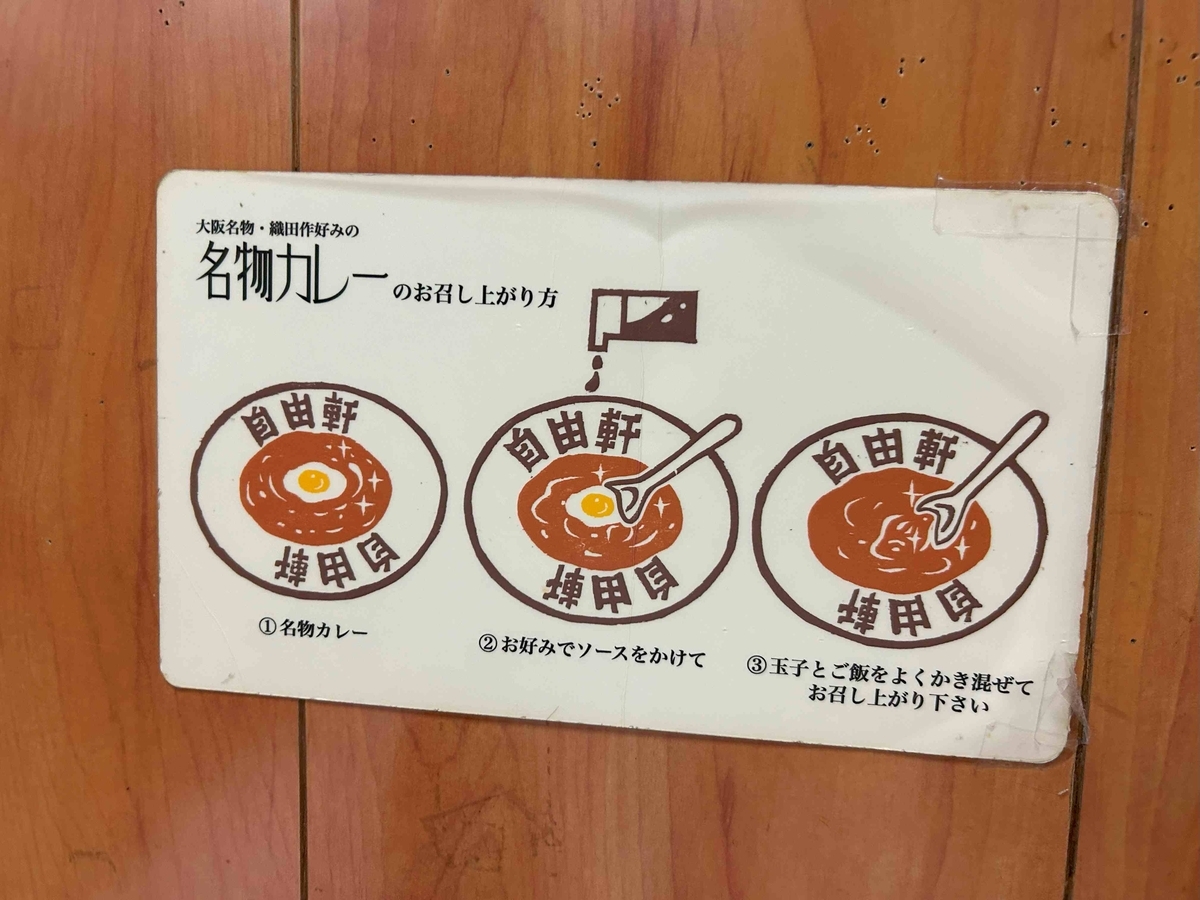 大阪名物・織田作好みの
名物カレーのお召し上がり方
自由軒
自由軒
①名物カレー
自由軒
自由軒
②お好みでソースをかけて
自由軒
自由軒
③玉子とご飯をよくかき混ぜて
お召し上がり下さい